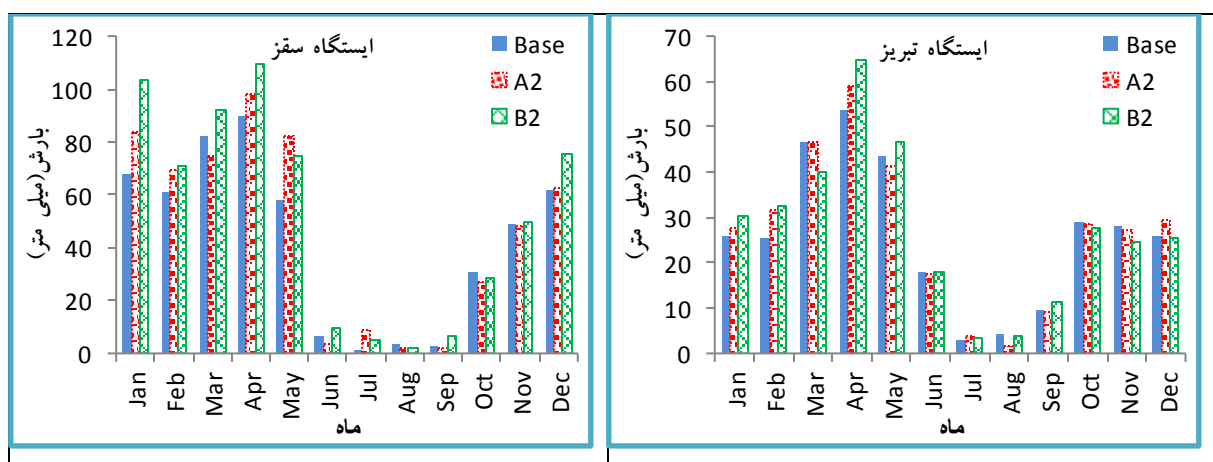 ایستگاه سقز
Base
A2
B2
120
100
80
60
40
20
0
بارش(میلی متر)
Jan
Feb
Mar
Apr
May
Jun
Jul
Aug
Sep
Oct
Nov
Dec
ماه
ایستگاه تبریز
Base
A2
B2
70
60
50
40
30
20
10
0
بارش(میلی متر)
Jan
Feb
Mar
Apr
May
Jun
Jul
Aug
Sep
Oct
Nov
Dec
ماه